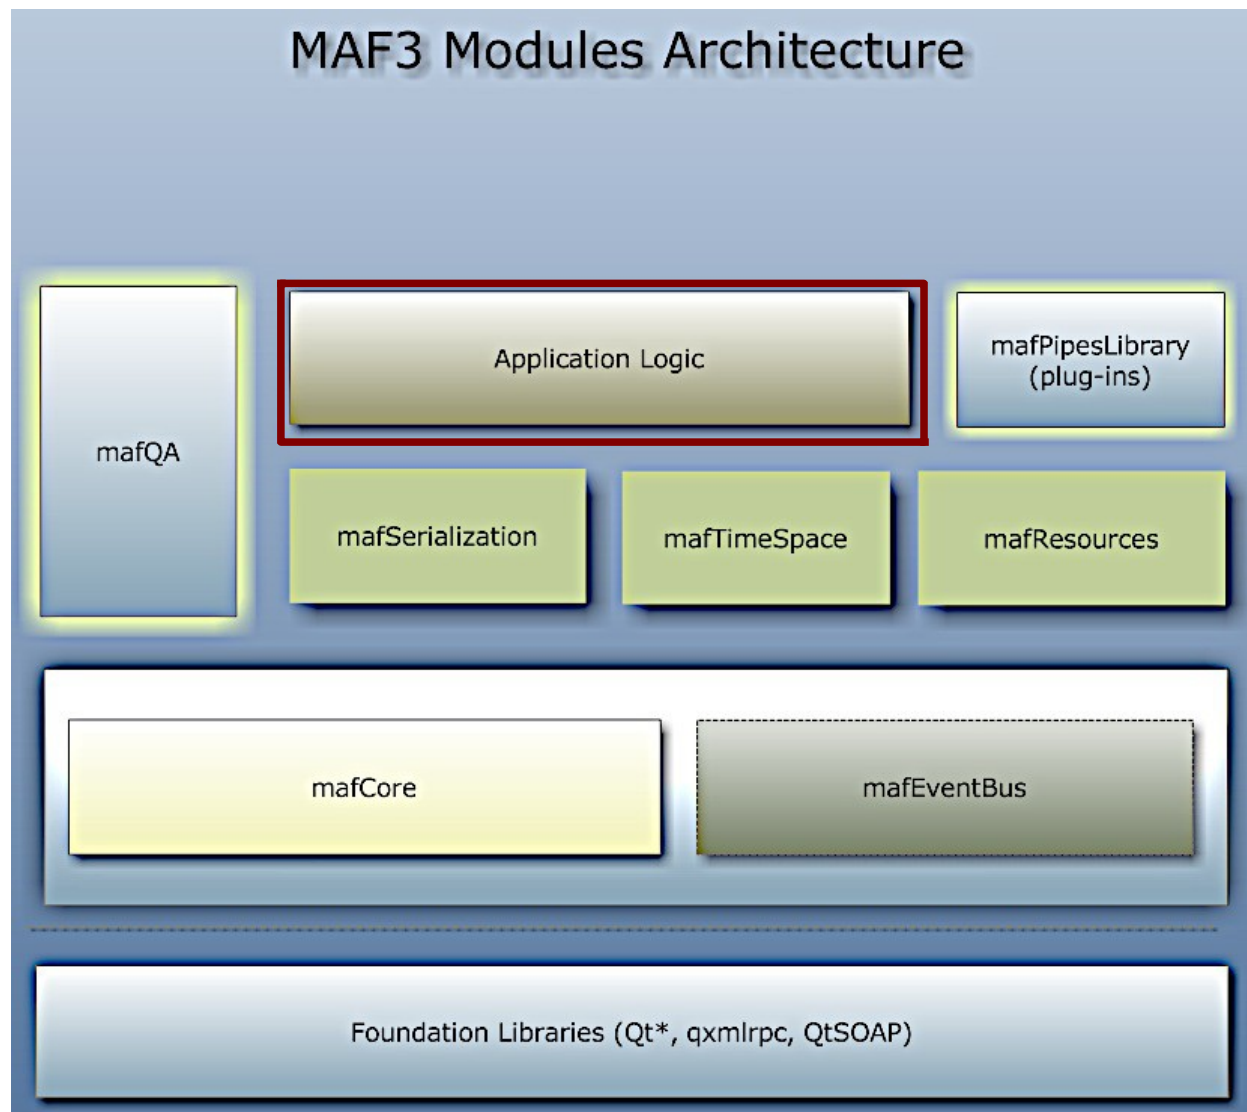 MAF3 Modules Architecture
mafQA
Application Logic
mafPipesLibrary
(plug-ins)
mafSerialization
mafTimeSpace
mafResources
mafCore
mafEventBus
Foundation Libraries (Qt*, qxmlrpc, QtSOAP)